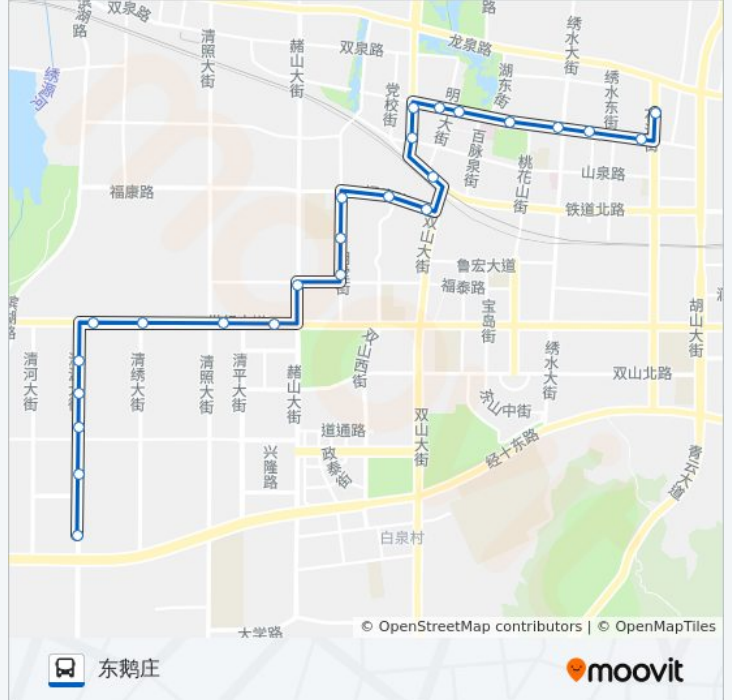 双泉路
双泉路
龙泉路
路
绣水大街
清照大街
赭山大街
党校街
湖东街
绣水东街
绣源河
百脉泉街
桃花山街
山泉路
福康路
铁道北路
双山大街
鲁宏大道
福泰路
宝岛街
胡山大街
清河大街
清绣大街
清照大街
清平大街
赭山大街
双山西街
绣水大街
双山北路
双山大街
道通路
兴隆路
政泰街
经十东路
青云大道
白泉村
大学路
© OpenStreetMap contributors | © OpenMapTiles
东鹅庄
moovit